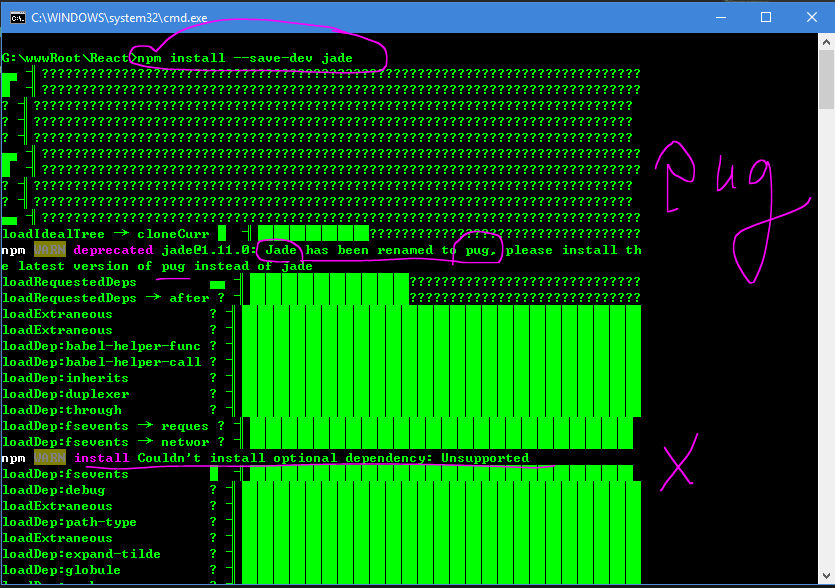 C:\WINDOWS\system32\cmd.exe
G:\wwwRoot\React>npm install --save-dev jade
?????????????????????????????????????????????????????????????????????????
?????????????????????????????????????????????????????????????????????????
? ?????????????????????????????????????????????????????????????????????????
? ?????????????????????????????????????????????????????????????????????????
? ?????????????????????????????????????????????????????????????????????????
?????????????????????????????????????????????????????????????????????????
?????????????????????????????????????????????????????????????????????????
? ?????????????????????????????????????????????????????????????????????????
? ?????????????????????????????????????????????????????????????????????????
?????????????????????????????????????????????????????????????????????????
Pug
loadIdealTree → cloneCurr ??????????????????????????????????
npm WARN deprecated jade@1.11.0: Jade has been renamed to pug, please install th
e latest version of pug instead of jade
loadRequestedDeps ?????????????????????????????
loadRequestedDeps → after ? ?????????????????????????????
loadExtraneous ?
loadExtraneous ?
loadDep:babel-helper-func ?
loadDep:babel-helper-call ?
loadDep:inherits ?
loadDep:duplexer ?
loadDep:through ?
loadDep:fsevents → reques ?
loadDep:fsevents → networ ?
npm WARN install Couldn't install optional dependency: Unsupported
X
loadDep:fsevents
loadDep:debug ?
loadExtraneous ?
loadDep:path-type ?
loadExtraneous ?
loadDep:expand-tilde ?
loadDep:globule ?